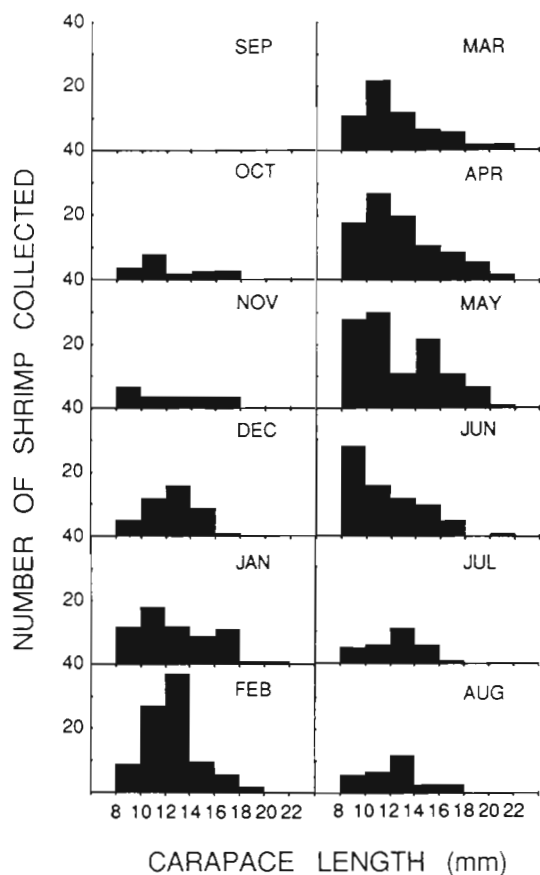 NUMBER OF SHRIMP COLLECTED
40
20
SEP
MAR
40
20
OCT
APR
40
20
NOV
MAY
40
20
DEC
JUN
40
20
JAN
JUL
40
20
FEB
AUG
8 10 12 14 16 18 20 22
8 10 12 14 16 18 20 22
CARAPACE LENGTH (mm)